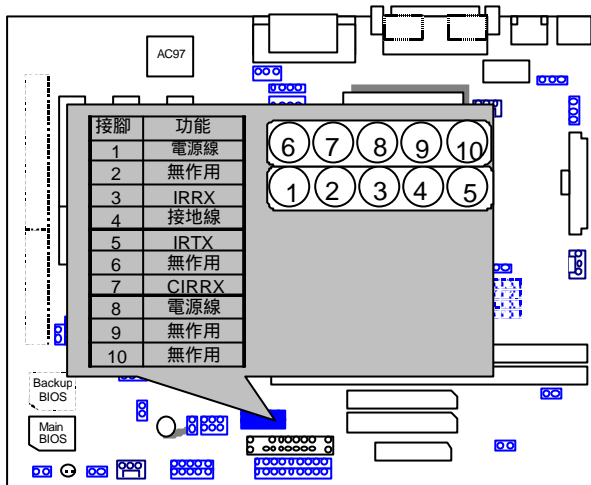 AC97
接腳 功能
1 電源線
2 無作用
3 IRRX
4 接地線
5 IRTX
6 無作用
7 CIRRX
8 電源線
9 無作用
10 無作用
6 7 8 9 10
1 2 3 4 5
Backup
BIOS
Main
BIOS